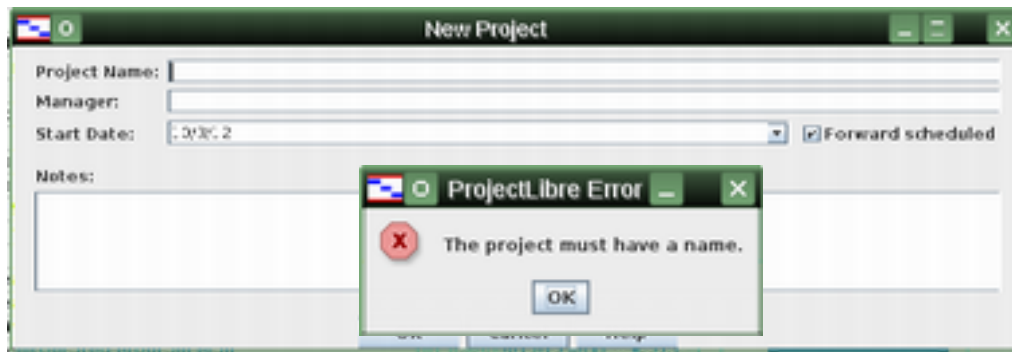 New Project
Project Name:
Manager:
Start Date:
Forward scheduled
Notes:
ProjectLibre Error
The project must have a name.
OK